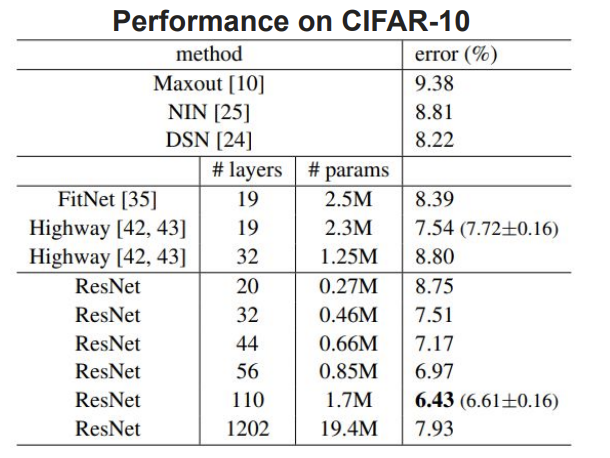 Performance on CIFAR-10
method error (%)
Maxout [10] 9.38
NIN [25] 8.81
DSN [24] 8.22
# layers # params
FitNet [35] 19 2.5M 8.39
Highway [42, 43] 19 2.3M 7.54 (7.72±0.16)
Highway [42, 43] 32 1.25M 8.80
ResNet 20 0.27M 8.75
ResNet 32 0.46M 7.51
ResNet 44 0.66M 7.17
ResNet 56 0.85M 6.97
ResNet 110 1.7M 6.43 (6.61±0.16)
ResNet 1202 19.4M 7.93